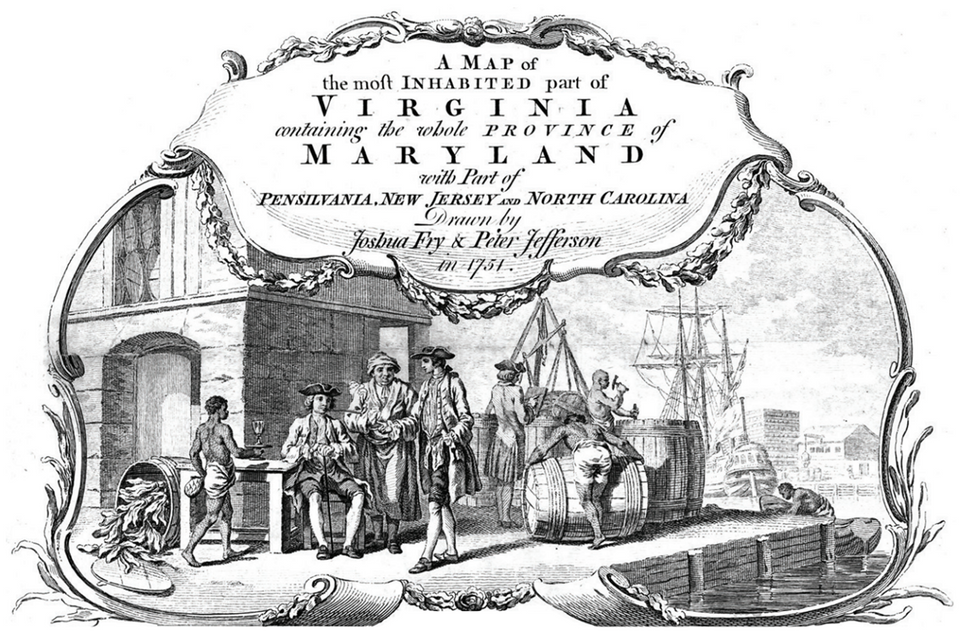 A MAP of
the most INHABITED part of
VIRGINIA
containing the whole PROVINCE of
MARYLAND
with Part of
PENSILVANIA, NEW JERSEY AND NORTH CAROLINA
Drawn by
Joshua Fry & Peter Jefferson
in 1751.